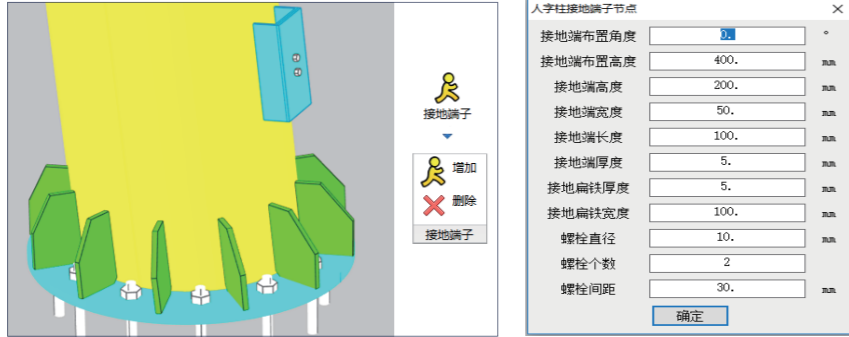 接地端子
增加
删除
接地端子
人字柱接地端子节点
接地端布置角度 0. °
接地端布置高度 400. mm
接地端高度 200. mm
接地端宽度 50. mm
接地端长度 100. mm
接地端厚度 5. mm
接地扁铁厚度 5. mm
接地扁铁宽度 100. mm
螺栓直径 10. mm
螺栓个数 2
螺栓间距 30. mm
确定